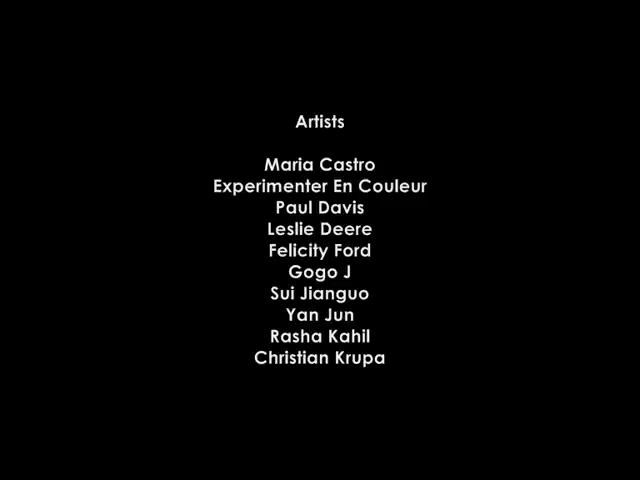 Artists
Maria Castro
Experimenter En Couleur
Paul Davis
Leslie Deere
Felicity Ford
Gogo J
Sui Jianguo
Yan Jun
Rasha Kahil
Christian Krupa